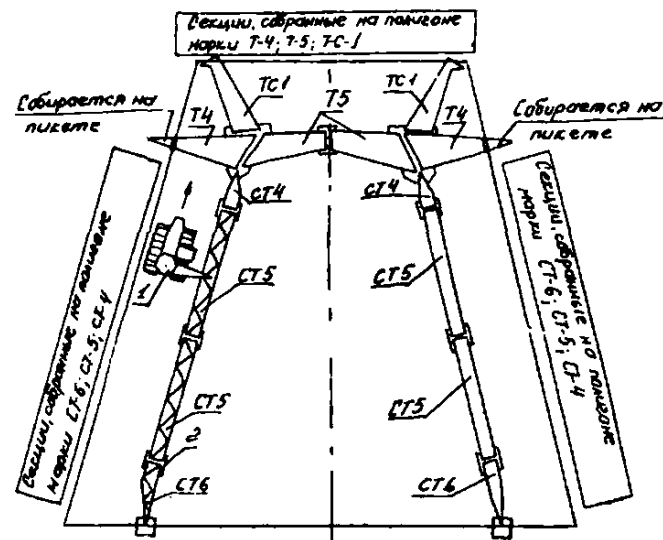 Секции, собранные на полигоне
марки Т-4; Т-5; ТС-1
ТС1
ТС1
Собирается на
пикете
Т4
Т5
Т4
Собирается на
пикете
СТ4
СТ4
1
СТ5
СТ5
СТ5
СТ5
2
СТ6
СТ6
Секции, собранные на полигоне
марки СТ-6; СТ-5; СТ-4
Секции, собранные на полигоне
марки СТ-6; СТ-5; СТ-4